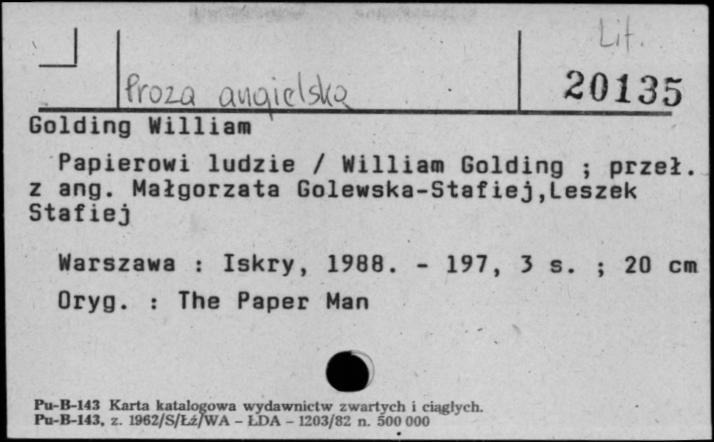 Lit.
Proza angielska
20135
Golding William
Papierowi ludzie / William Golding ; przeł.
z ang. Małgorzata Golewska-Stafiej,Leszek
Stafiej
Warszawa : Iskry, 1988. - 197, 3 s. ; 20 cm
Oryg. : The Paper Man
Pu-B-143 Karta katalogowa wydawnictw zwartych i ciągłych.
Pu-B-143, z. 1962/S/Łź/WA - ŁDA - 1203/82 n. 500 000